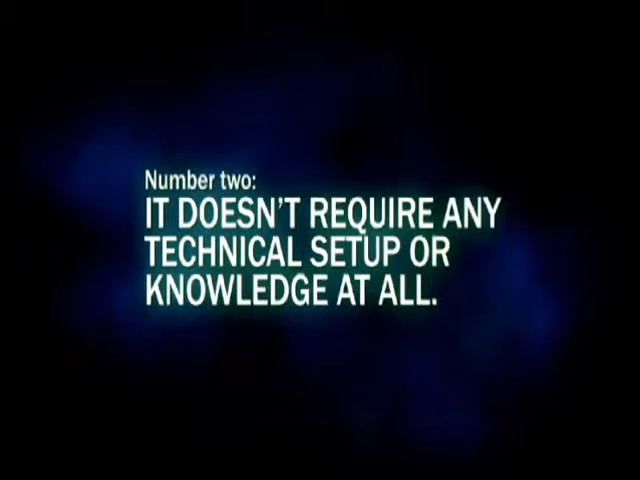 Number two:
IT DOESN'T REQUIRE ANY
TECHNICAL SETUP OR
KNOWLEDGE AT ALL.